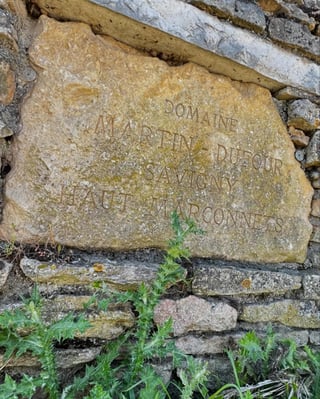 DOMAINE
MARTIN-DUFOUR
SAVIGNY
HAUT MARCONNETS